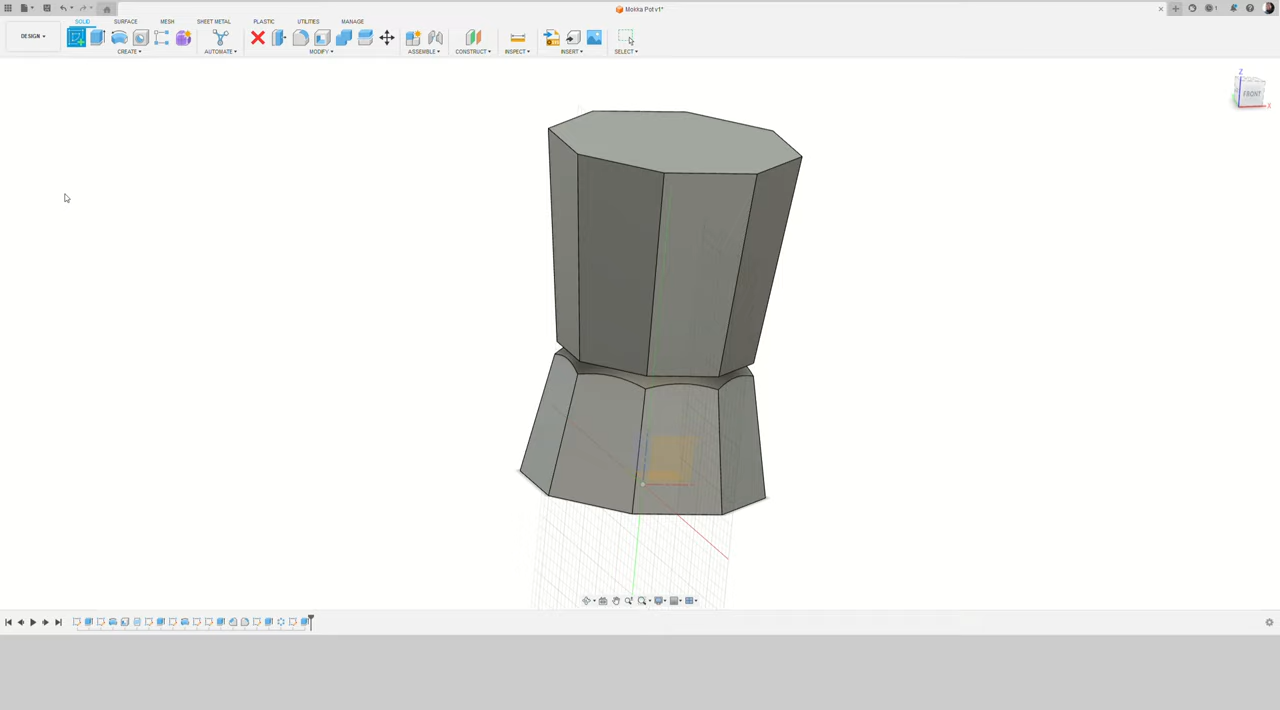 Mokka Pot v1*
SOLID SURFACE MESH SHEET METAL PLASTIC UTILITIES MANAGE
DESIGN
CREATE AUTOMATE MODIFY ASSEMBLE CONSTRUCT INSPECT INSERT SELECT
Z
FRONT
X